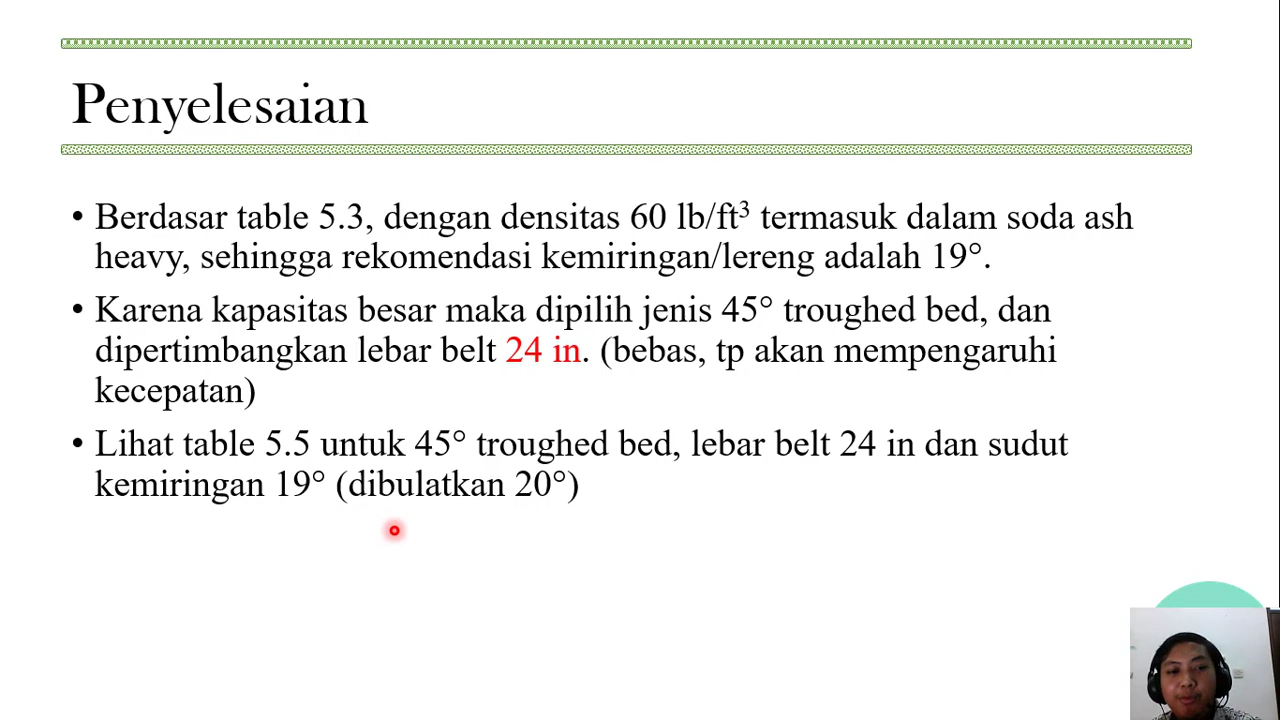 Penyelesaian
• Berdasar table 5.3, dengan densitas 60 lb/ft³ termasuk dalam soda ash
heavy, sehingga rekomendasi kemiringan/lereng adalah 19°.
• Karena kapasitas besar maka dipilih jenis 45° troughed bed, dan
dipertimbangkan lebar belt 24 in. (bebas, tp akan mempengaruhi
kecepatan)
• Lihat table 5.5 untuk 45° troughed bed, lebar belt 24 in dan sudut
kemiringan 19° (dibulatkan 20°)